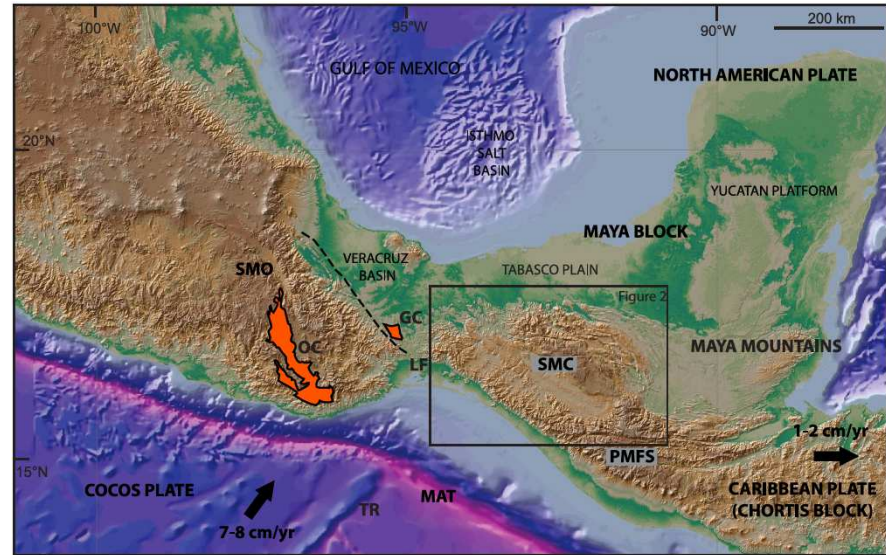 100°W
95°W
90°W
200 km
GULF OF MEXICO
NORTH AMERICAN PLATE
20°N
ISTHMO
SALT
BASIN
YUCATAN PLATFORM
MAYA BLOCK
VERACRUZ
BASIN
SMO
TABASCO PLAIN
Figure 2
GC
OC
MAYA MOUNTAINS
LF
SMC
1-2 cm/yr
15°N
PMFS
COCOS PLATE
MAT
CARIBBEAN PLATE
(CHORTIS BLOCK)
TR
7-8 cm/yr